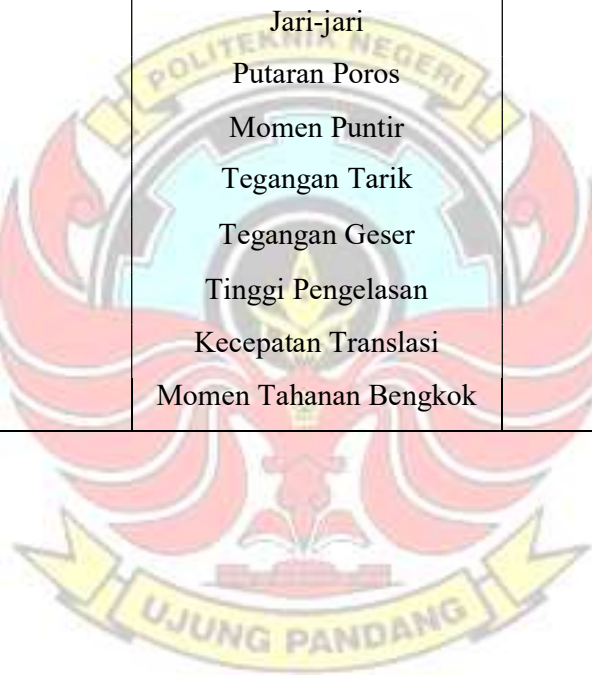 Jari-jari
POLITEKNIK NEGERI
Putaran Poros
Momen Puntir
Tegangan Tarik
Tegangan Geser
Tinggi Pengelasan
Kecepatan Translasi
Momen Tahanan Bengkok
UJUNG PANDANG